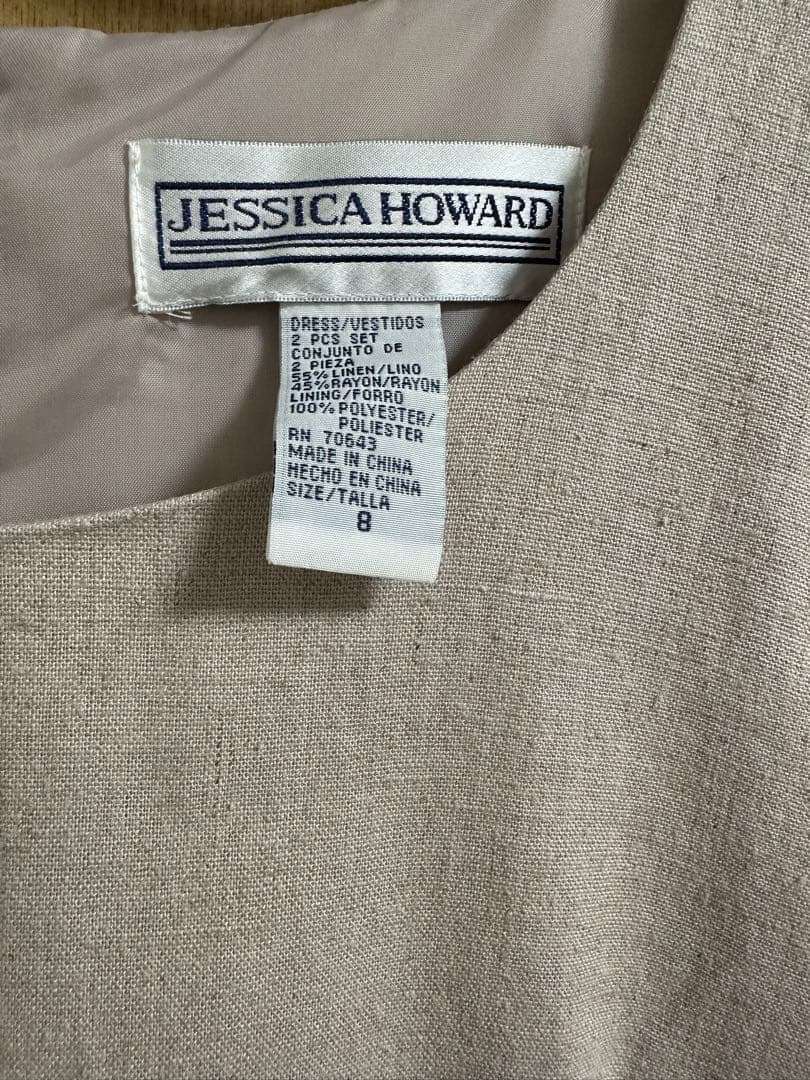 JESSICA HOWARD
DRESS/VESTIDOS
2 PCS SET
CONJUNTO DE
2 PIEZA
55% LINEN/LINO
45% RAYON/RAYON
LINING/FORRO
100% POLYESTER/
POLIESTER
RN 70643
MADE IN CHINA
HECHO EN CHINA
SIZE/TALLA
8